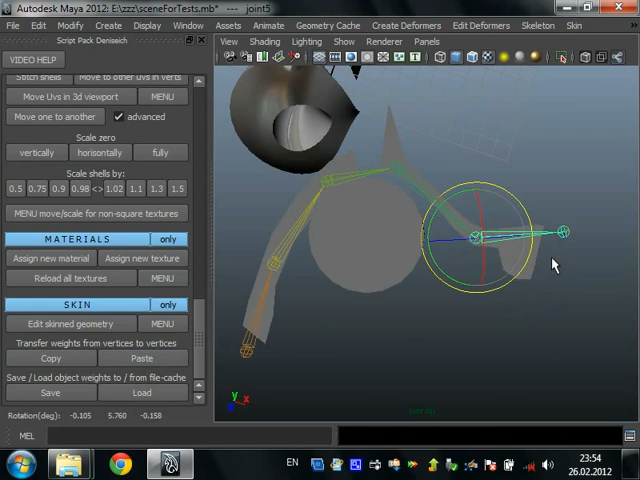 Autodesk Maya 2012: E:\zzz\sceneForTests.mb* --- joint5
File Edit Modify Create Display Window Assets Animate Geometry Cache Create Deformers Edit Deformers Skeleton Skin
Script Pack Deniseich
View Shading Lighting Show Renderer Panels
VIDEO HELP
Stitch shells Move to other uvs in verts
Move Uvs in 3d viewport MENU
Move one to another advanced
Scale zero
vertically horisontally fully
Scale shells by:
0.5 0.75 0.9 0.98 <> 1.02 1.1 1.3 1.5
MENU move/scale for non-square textures
MATERIALS only
Assign new material Assign new texture
Reload all textures MENU
SKIN only
Edit skinned geometry MENU
Transfer weights from vertices to vertices
Copy Paste
Save / Load object weights to / from file-cache
Save Load
y
x
z
persp
Rotation(deg): -0.105 5.760 -0.158
MEL
EN
23:54
26.02.2012